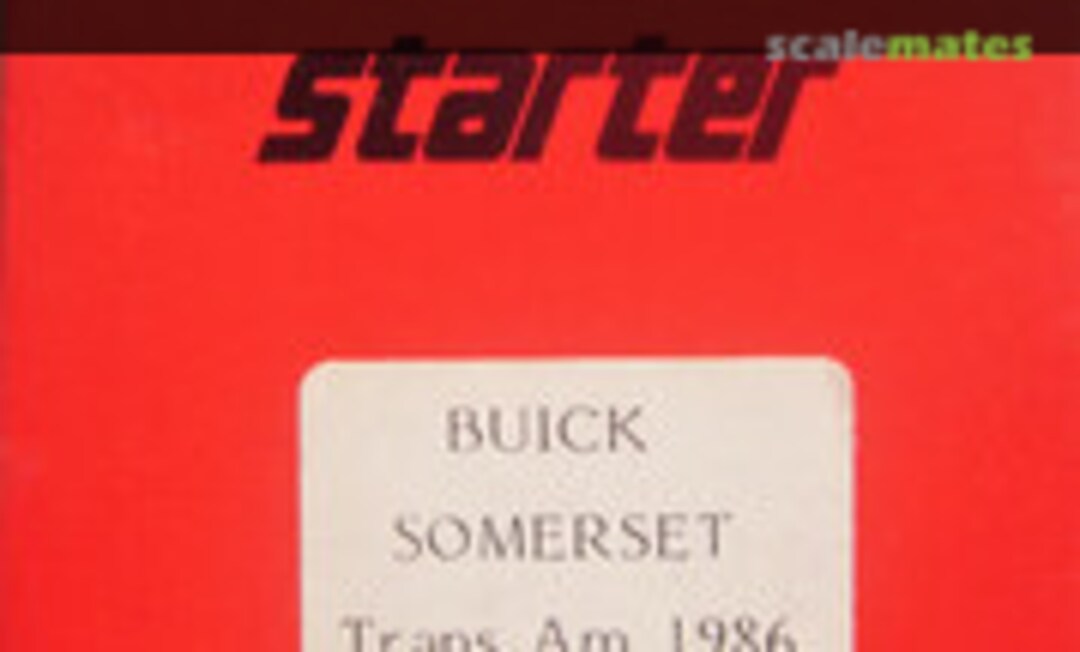 scalemates
starter
BUICK
SOMERSET
Trans Am 1986